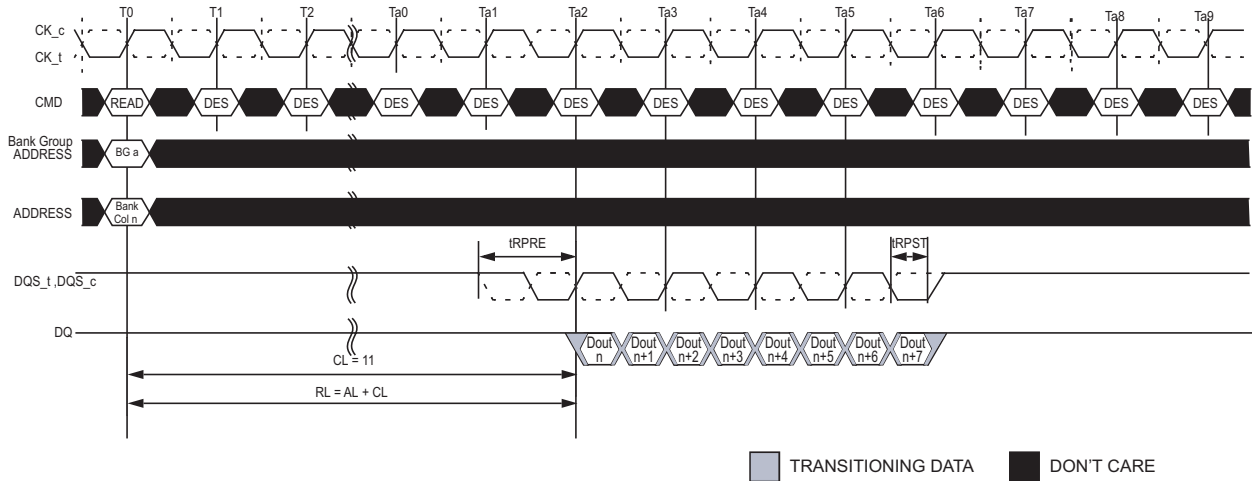 T0 T1 T2 Ta0 Ta1 Ta2 Ta3 Ta4 Ta5 Ta6 Ta7 Ta8 Ta9
CK_c
CK_t
CMD READ DES DES DES DES DES DES DES DES DES DES DES DES
Bank Group
ADDRESS BG a
ADDRESS Bank
Col n
tRPRE tRPST
DQS_t ,DQS_c
DQ
Dout Dout Dout Dout Dout Dout Dout Dout
n n+1 n+2 n+3 n+4 n+5 n+6 n+7
CL = 11
RL = AL + CL
TRANSITIONING DATA DON'T CARE